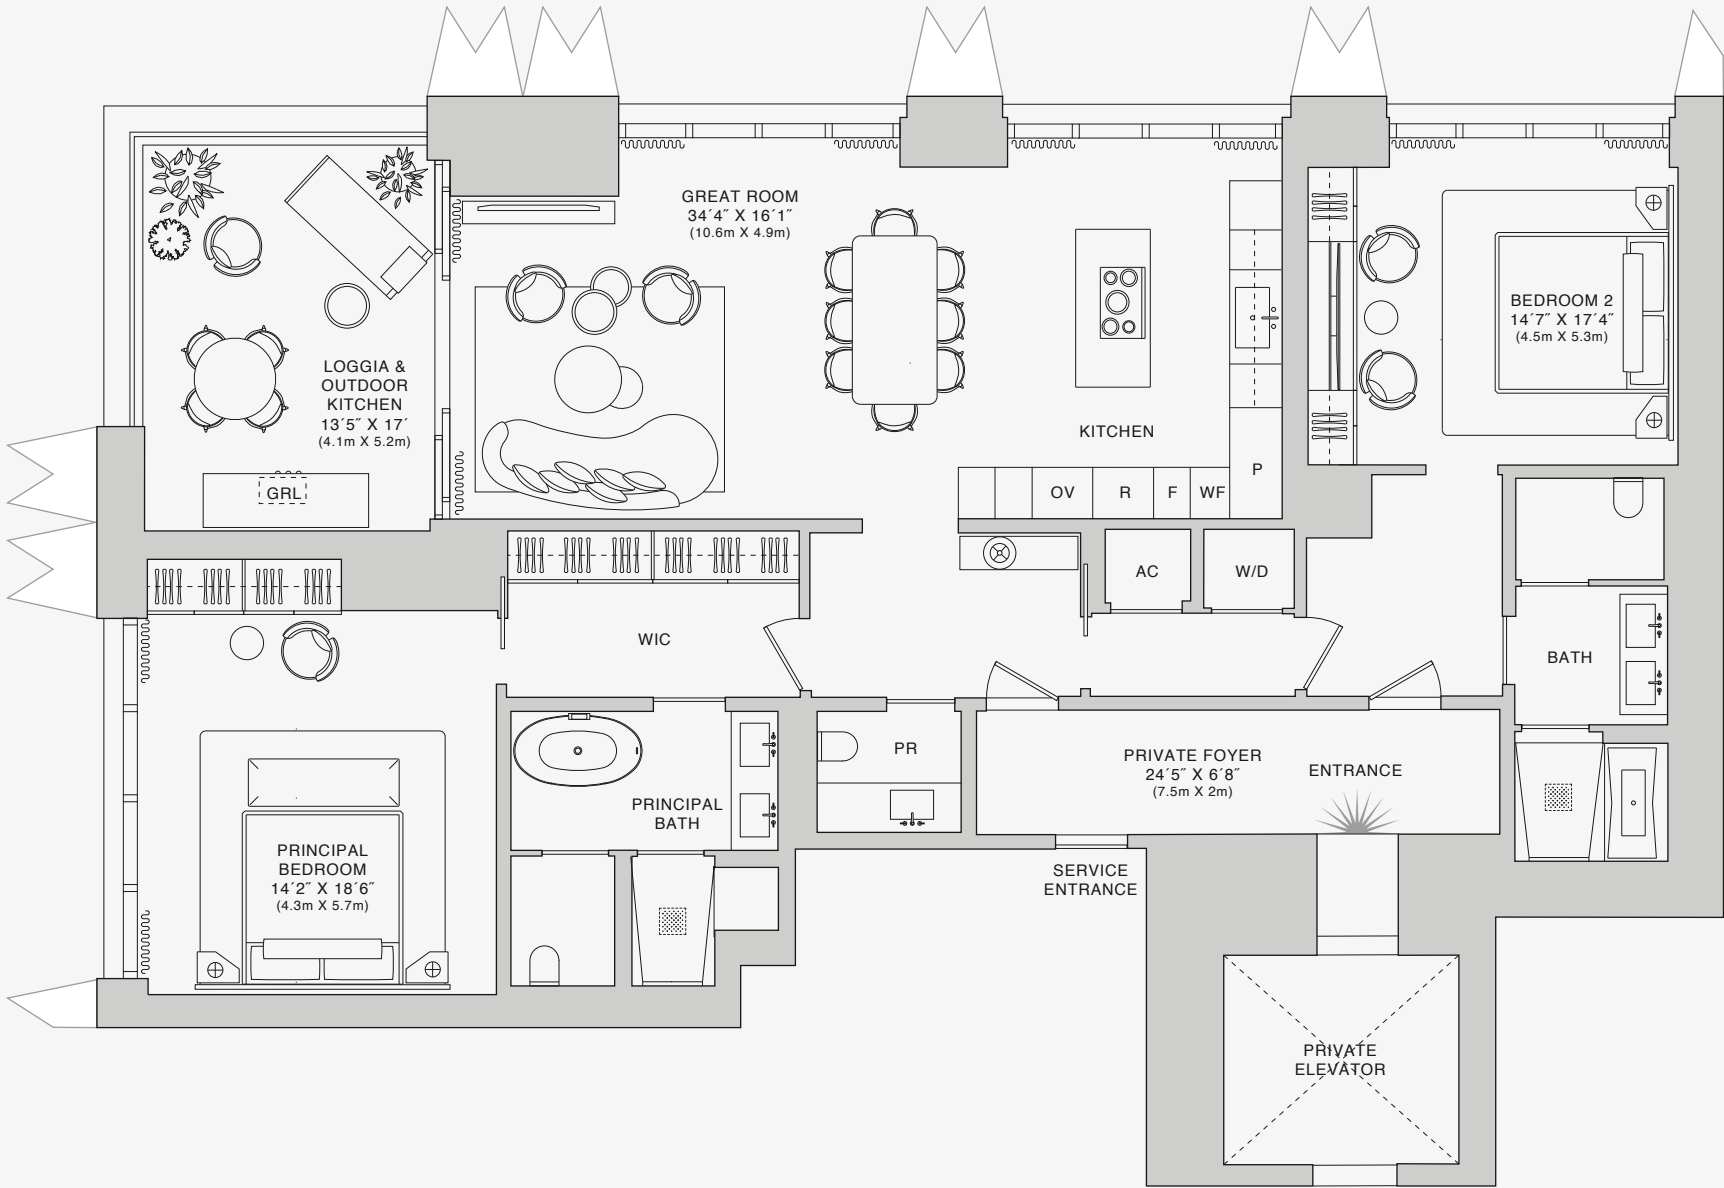 GREAT ROOM
34´4˝ X 16´1˝
(10.6m X 4.9m)
LOGGIA &
OUTDOOR
KITCHEN
13´5˝ X 17´
(4.1m X 5.2m)
GRL
KITCHEN
OV
R
F
WF
P
BEDROOM 2
14´7˝ X 17´4˝
(4.5m X 5.3m)
AC
W/D
WIC
BATH
PR
PRIVATE FOYER
24´5˝ X 6´8˝
(7.5m X 2m)
ENTRANCE
PRINCIPAL
BATH
PRINCIPAL
BEDROOM
14´2˝ X 18´6˝
(4.3m X 5.7m)
SERVICE
ENTRANCE
PRIVATE
ELEVATOR